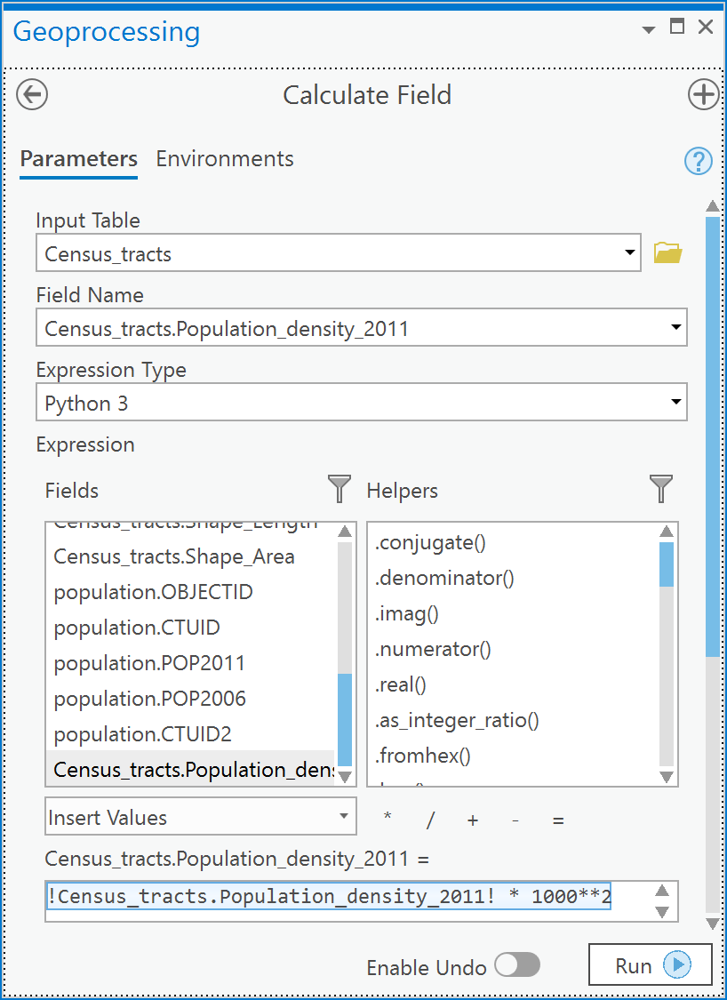 Geoprocessing
Calculate Field
Parameters Environments
?
Input Table
Census_tracts
Field Name
Census_tracts.Population_density_2011
Expression Type
Python 3
Expression
Fields
Helpers
Census_tracts.Shape_Length
Census_tracts.Shape_Area
population.OBJECTID
population.CTUID
population.POP2011
population.POP2006
population.CTUID2
Census_tracts.Population_dens
.conjugate()
.denominator()
.imag()
.numerator()
.real()
.as_integer_ratio()
.fromhex()
Insert Values
* / + - =
Census_tracts.Population_density_2011 =
!Census_tracts.Population_density_2011! * 1000**2
Enable Undo
Run